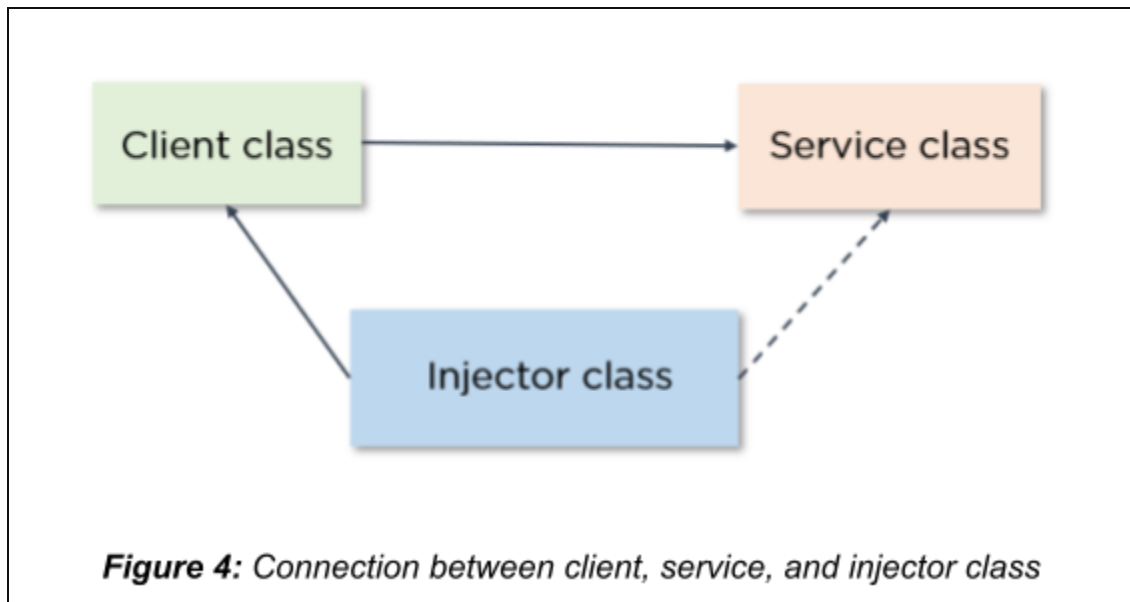 Client class
Service class
Injector class
Figure 4: Connection between client, service, and injector class